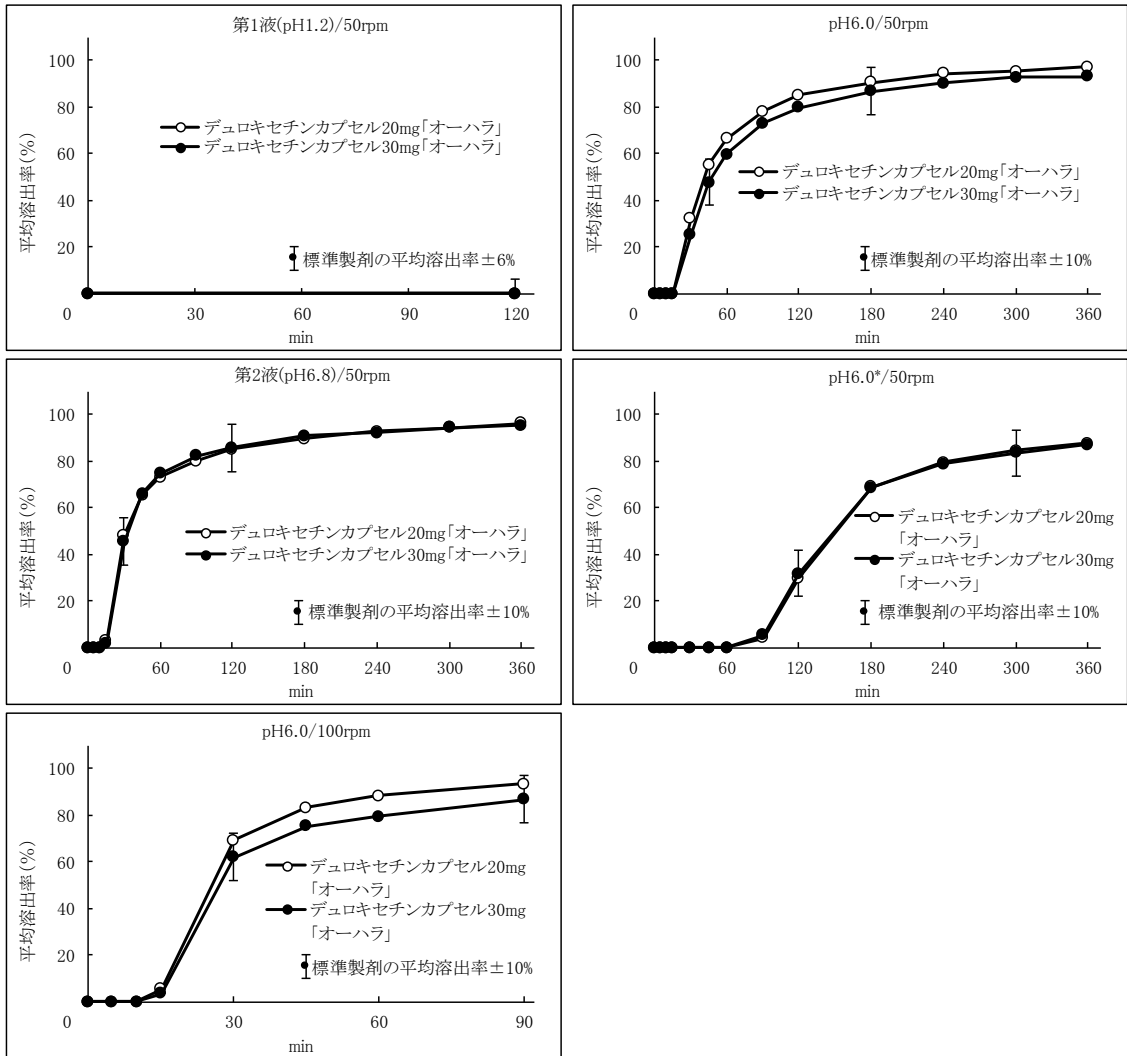 第1液(pH1.2)/50rpm
平均溶出率(%)
100
80
60
40
20
0
デュロキセチンカプセル20mg「オーハラ」
デュロキセチンカプセル30mg「オーハラ」
標準製剤の平均溶出率±6%
30
60
90
120
min
pH6.0/50rpm
平均溶出率(%)
100
80
60
40
20
0
デュロキセチンカプセル20mg「オーハラ」
デュロキセチンカプセル30mg「オーハラ」
標準製剤の平均溶出率±10%
60
120
180
240
300
360
min
第2液(pH6.8)/50rpm
平均溶出率(%)
100
80
60
40
20
0
デュロキセチンカプセル20mg「オーハラ」
デュロキセチンカプセル30mg「オーハラ」
標準製剤の平均溶出率±10%
60
120
180
240
300
360
min
pH6.0*/50rpm
平均溶出率(%)
100
80
60
40
20
0
デュロキセチンカプセル20mg
「オーハラ」
デュロキセチンカプセル30mg
「オーハラ」
標準製剤の平均溶出率±10%
60
120
180
240
300
360
min
pH6.0/100rpm
平均溶出率(%)
100
80
60
40
20
0
デュロキセチンカプセル20mg
「オーハラ」
デュロキセチンカプセル30mg
「オーハラ」
標準製剤の平均溶出率±10%
30
60
90
min